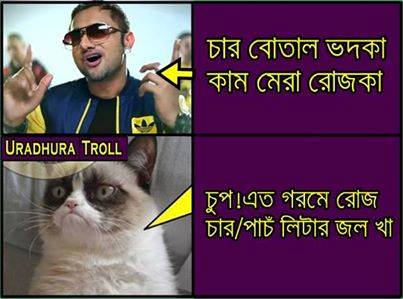 চার বোতাল ভদকা
কাম মেরা রোজকা
URADHURA TROLL
চুপ!এত গরমে রোজ
চার/পাচঁ লিটার জল খা